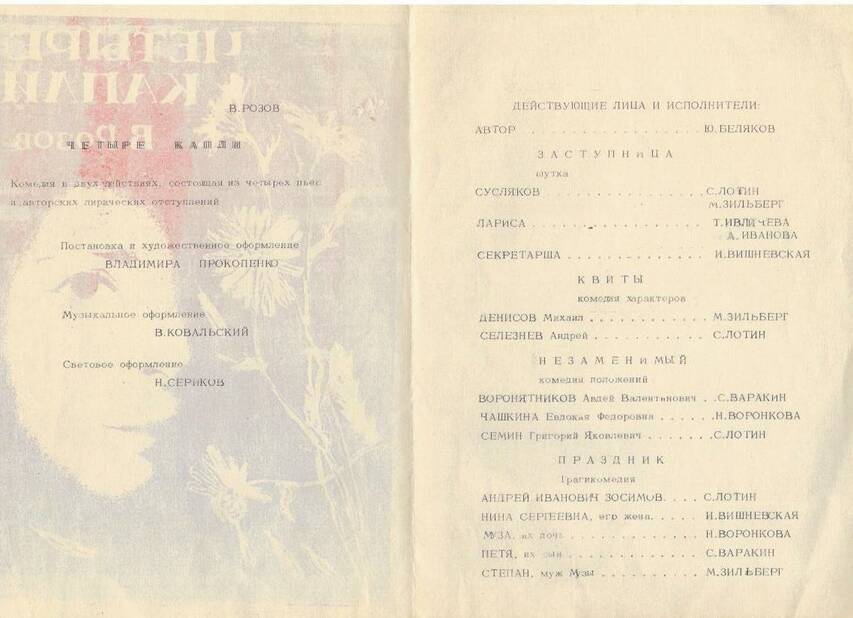 ЧЕТЫРЕ
КАПЛИ
В.Розов
В.РОЗОВ
ЧЕТЫРЕ КАПЛИ
Комедия в двух действиях, состоящая из четырех пьес
и авторских лирических отступлений
Постановка и художественное оформление
ВЛАДИМИРА ПРОКОПЕНКО
Музыкальное оформление
В.КОВАЛЬСКИЙ
Световое оформление
Н.СЕРИКОВ
ДЕЙСТВУЮЩИЕ ЛИЦА И ИСПОЛНИТЕЛИ:
АВТОР . . . . . . . . . . . . . . . . . Ю.БЕЛЯКОВ
ЗАСТУПНИЦА
шутка
СУСЛЯКОВ . . . . . . . . . . . . . . . . С.ЛОТИН
М.ЗИЛЬБЕРГ
ЛАРИСА . . . . . . . . . . . . . . . . .
А.ИВАНОВА
СЕКРЕТАРША . . . . . . . . . . . . . . И.ВИШНЕВСКАЯ
КВИТЫ
комедия характеров
ДЕНИСОВ Михаил . . . . . . . . . . . . М.ЗИЛЬБЕРГ
СЕЛЕЗНЕВ Андрей . . . . . . . . . . . . С.ЛОТИН
НЕЗАМЕНИМЫЙ
комедия положений
ВОРОНЯТНИКОВ Авдей Валентинович . . С.ВАРАКИН
ЧАШКИНА Евдокия Федоровна . . . . . . Н.ВОРОНКОВА
СЕМИН Григорий Яковлевич . . . . . . . С.ЛОТИН
ПРАЗДНИК
Трагикомедия
АНДРЕЙ ИВАНОВИЧ ЗОСИМОВ. . . . С.ЛОТИН
НИНА СЕРГЕЕВНА, его жена. . . . . И.ВИШНЕВСКАЯ
МУЗА, их дочь . . . . . . . . . . . . Н.ВОРОНКОВА
ПЕТЯ, их сын . . . . . . . . . . . . . С.ВАРАКИН
СТЕПАН, муж Музы . . . . . . . . . . М.ЗИЛЬБЕРГ